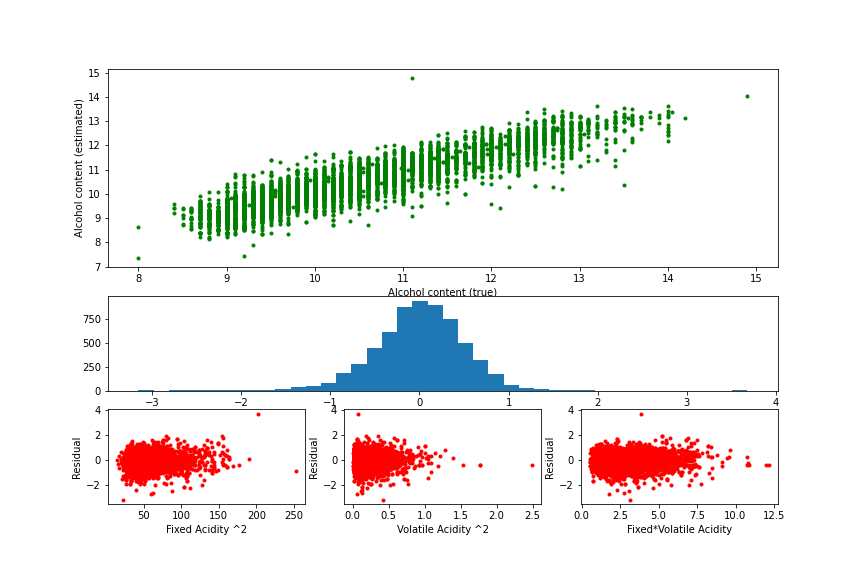 15
14
13
12
11
10
9
8
7
Alcohol content (estimated)
8 9 10 11 12 13 14 15
Alcohol content (true)
750
500
250
0
−3 −2 −1 0 1 2 3 4
4
2
0
−2
Residual
50 100 150 200 250
Fixed Acidity ^2
Residual
4
2
0
−2
0.0 0.5 1.0 1.5 2.0 2.5
Volatile Acidity ^2
Residual
4
2
0
−2
0.0 2.5 5.0 7.5 10.0 12.5
Fixed*Volatile Acidity